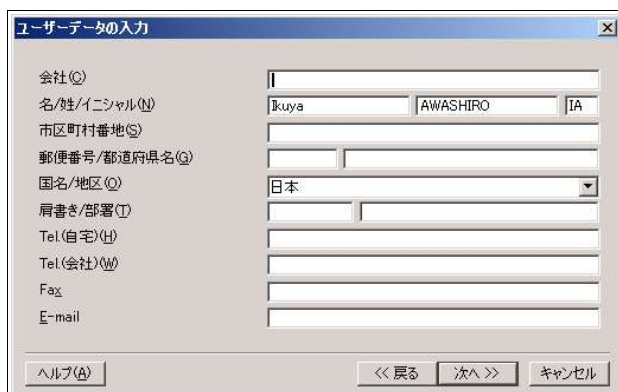 ユーザーデータの入力
会社(C)
名/姓/イニシャル(N) Ikuya AWASHIRO IA
市区町村番地(S)
郵便番号/都道府県名(G)
国名/地区(O) 日本
肩書き/部署(T)
Tel.(自宅)(H)
Tel.(会社)(W)
Fax
E-mail
ヘルプ(A) << 戻る 次へ >> キャンセル